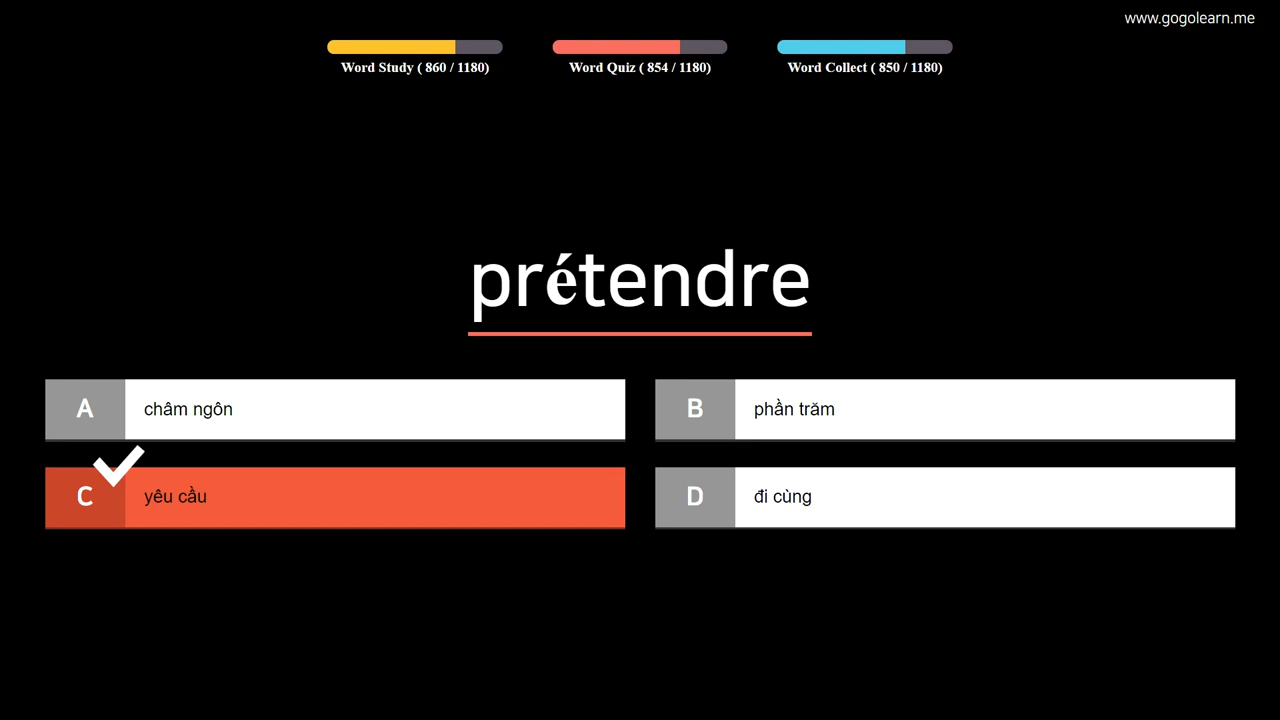 www.gogolearn.me
Word Study ( 860 / 1180) Word Quiz ( 854 / 1180) Word Collect ( 850 / 1180)
prétendre
A châm ngôn
B phần trăm
C yêu cầu
D đi cùng